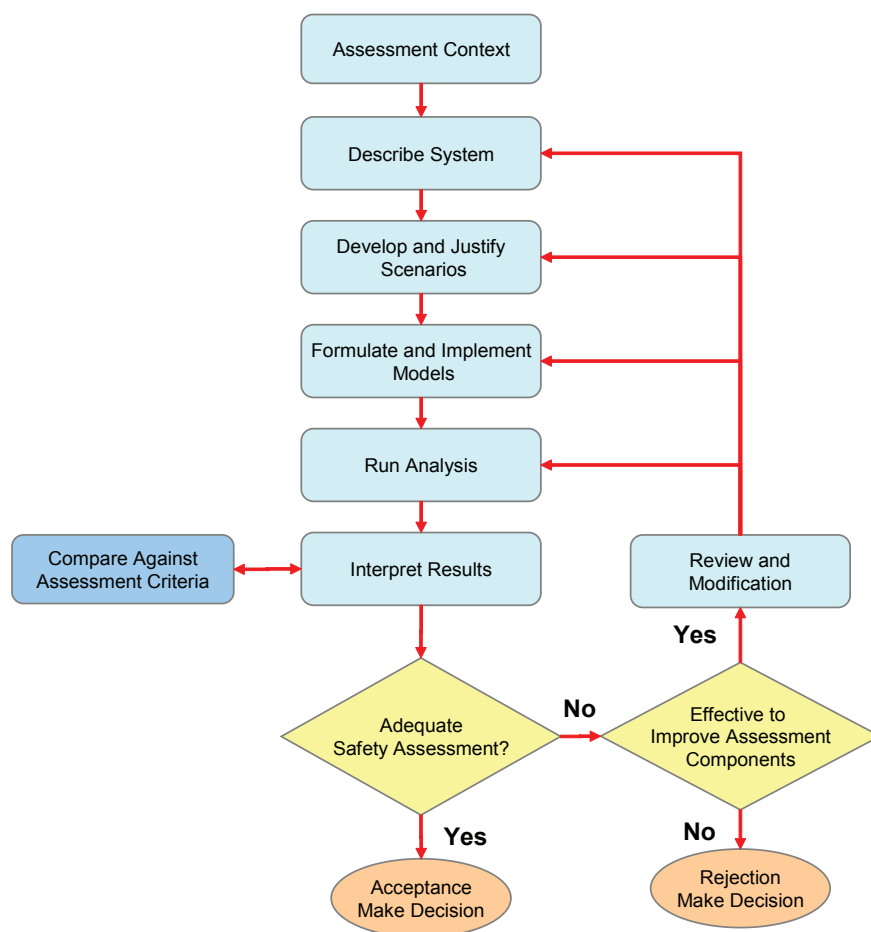 Assessment Context
Describe System
Develop and Justify
Scenarios
Formulate and Implement
Models
Run Analysis
Compare Against
Assessment Criteria
Interpret Results
Review and
Modification
Yes
Adequate
Safety Assessment?
No
Effective to
Improve Assessment
Components
Yes
No
Acceptance
Make Decision
Rejection
Make Decision